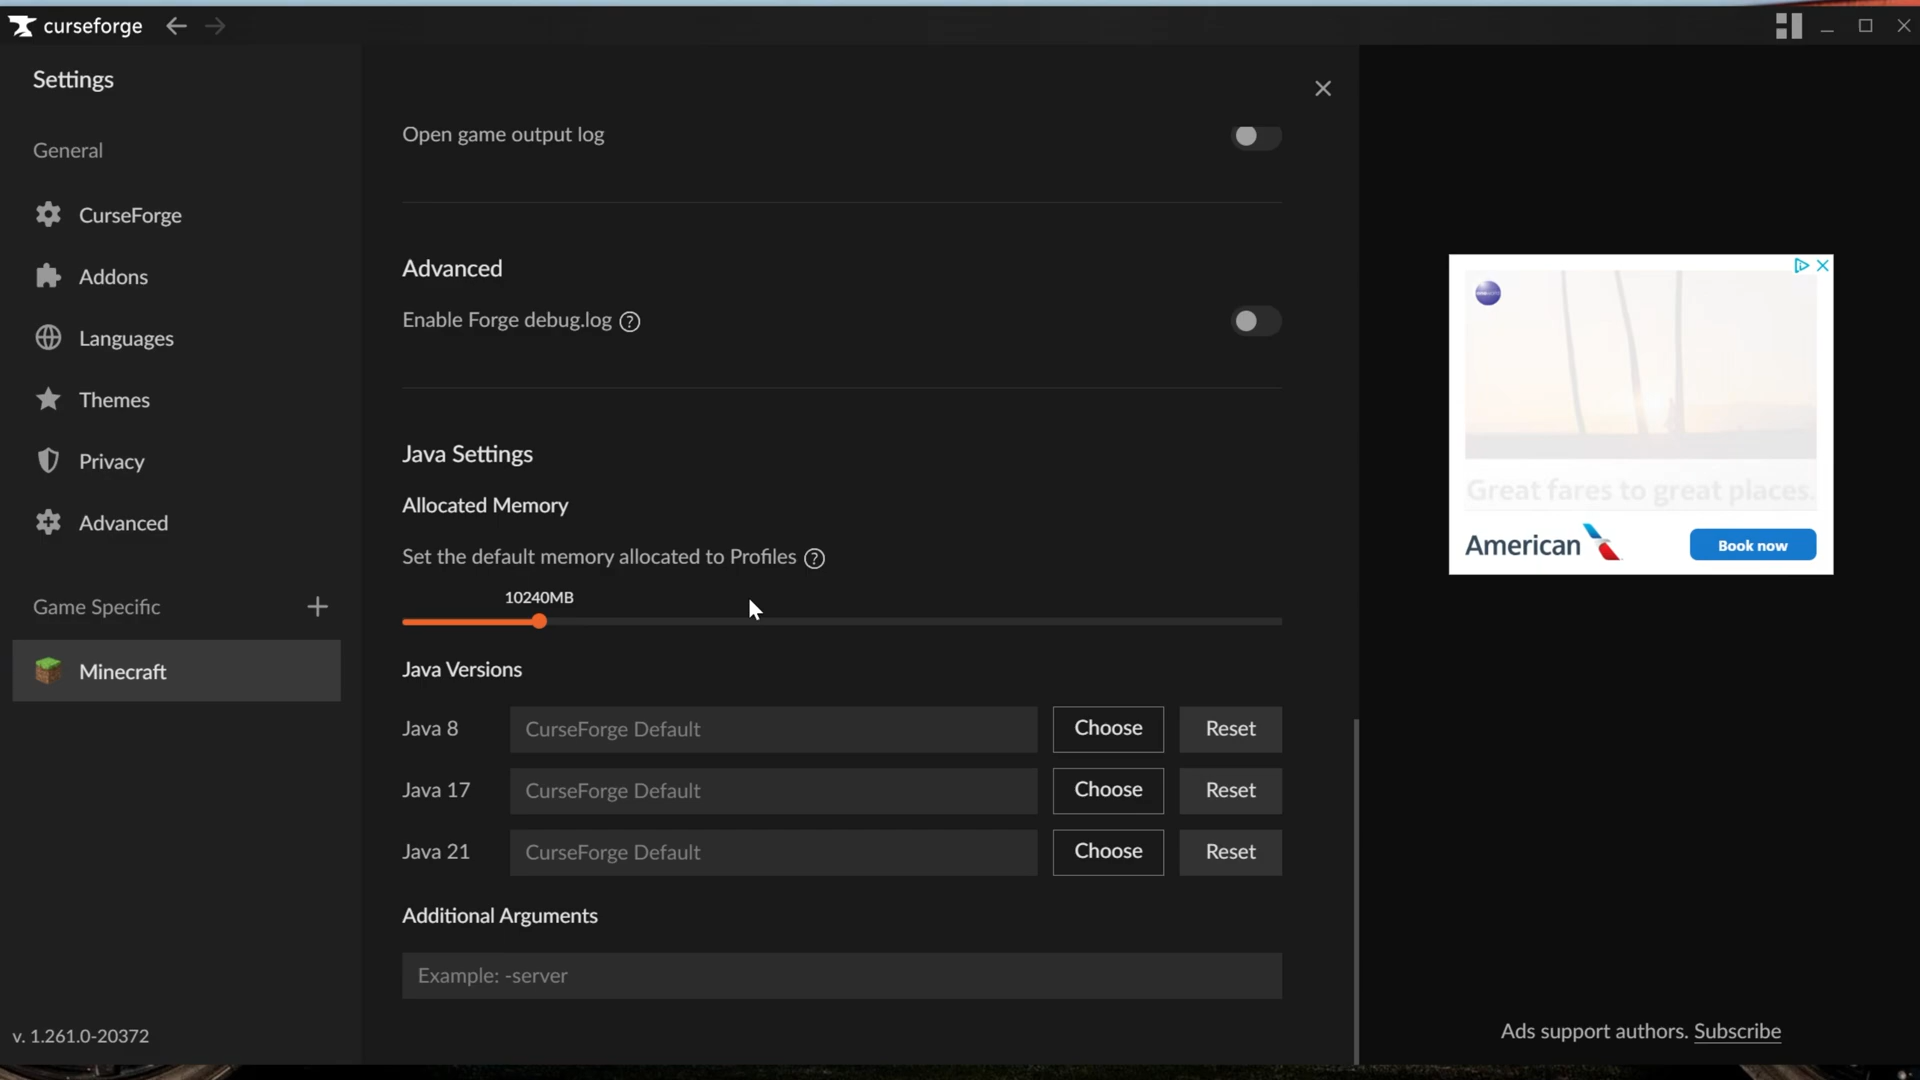 curseforge
Settings
General
CurseForge
Addons
Languages
Themes
Privacy
Advanced
Game Specific
Minecraft
v. 1.261.0-20372
Open game output log
Advanced
Enable Forge debug.log
Java Settings
Allocated Memory
Set the default memory allocated to Profiles
10240MB
Java Versions
Java 8 CurseForge Default Choose Reset
Java 17 CurseForge Default Choose Reset
Java 21 CurseForge Default Choose Reset
Additional Arguments
Example: -server
Great fares to great places.
American
Book now
Ads support authors. Subscribe